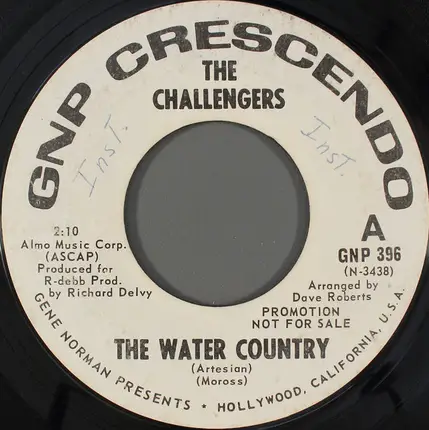 GNP CRESCENDO
THE
CHALLENGERS
Inst.
Inst.
2:10
Almo Music Corp.
(ASCAP)
Produced for
R-debb Prod.
by Richard Delvy
A
GNP 396
(N-3438)
Arranged by
Dave Roberts
PROMOTION
NOT FOR SALE
THE WATER COUNTRY
(Artesian)
(Moross)
GENE NORMAN PRESENTS • HOLLYWOOD, CALIFORNIA, U.S.A.